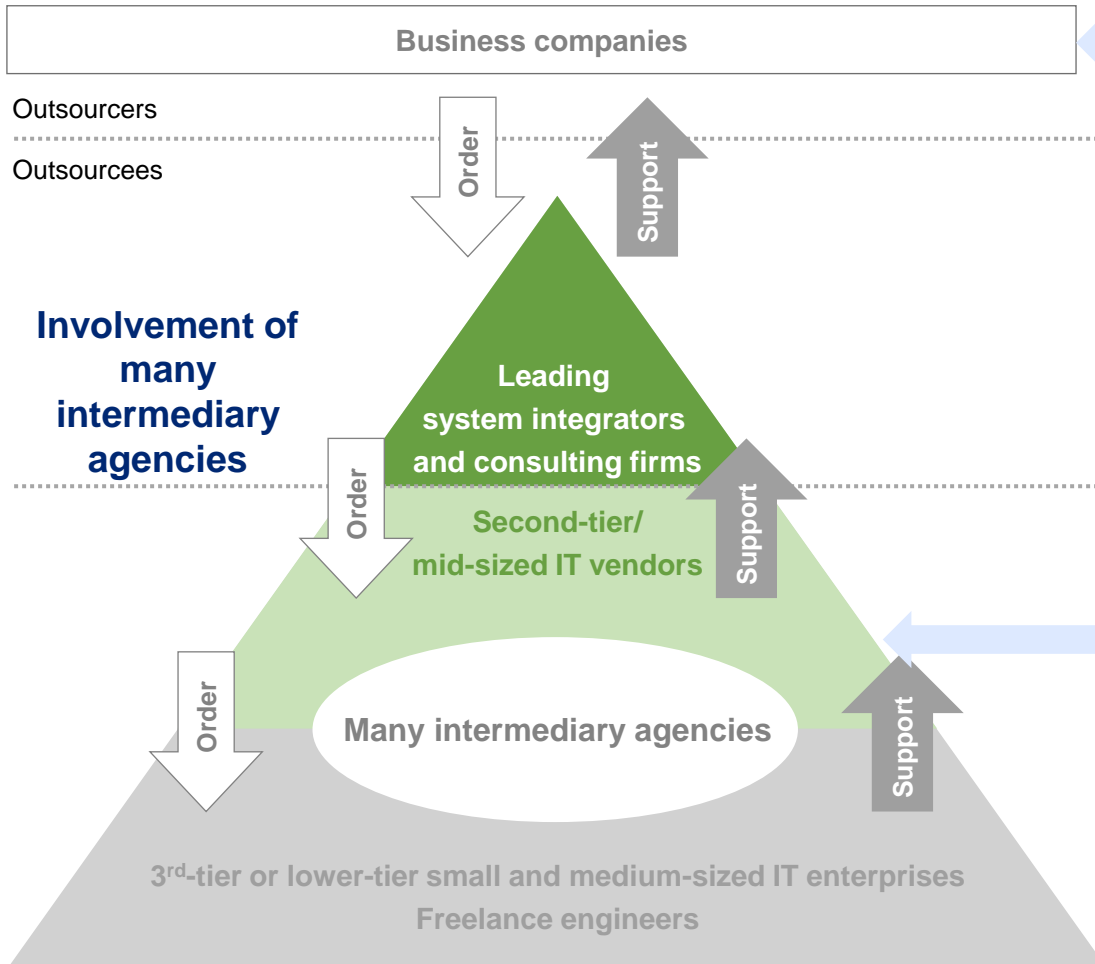 Business companies
Outsourcers
Order
Support
Outsourcees
Involvement of
many
intermediary
agencies
Leading
system integrators
and consulting firms
Order
Support
Second-tier/
mid-sized IT vendors
Order
Support
Many intermediary agencies
3rd-tier or lower-tier small and medium-sized IT enterprises
Freelance engineers